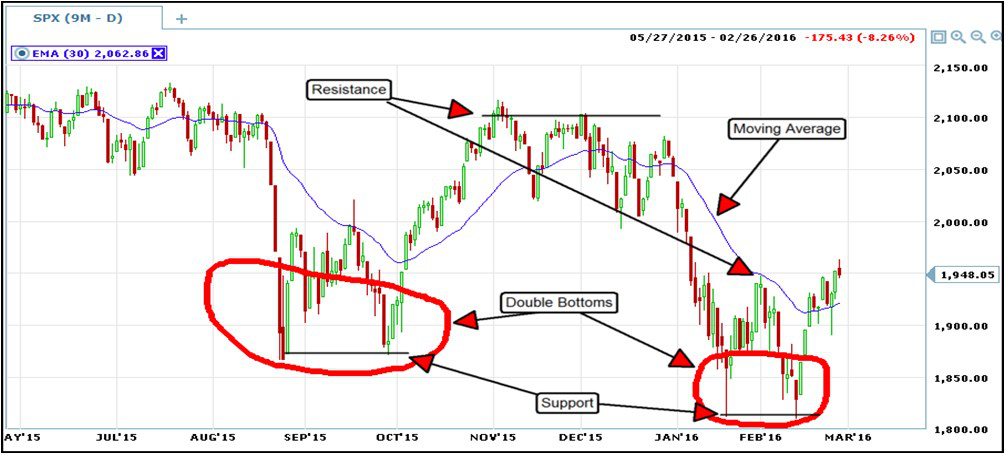 SPX (9M - D)
+
05/27/2015 - 02/26/2016 -175.43 (-8.26%)
EMA (30) 2,062.86
2,150.00
Resistance
2,100.00
Moving Average
2,050.00
2,000.00
1,948.05
Double Bottoms
1,900.00
1,850.00
Support
1,800.00
AY'15 JUL'15 AUG'15 SEP'15 OCT'15 NOV'15 DEC'15 JAN'16 FEB'16 MAR'16